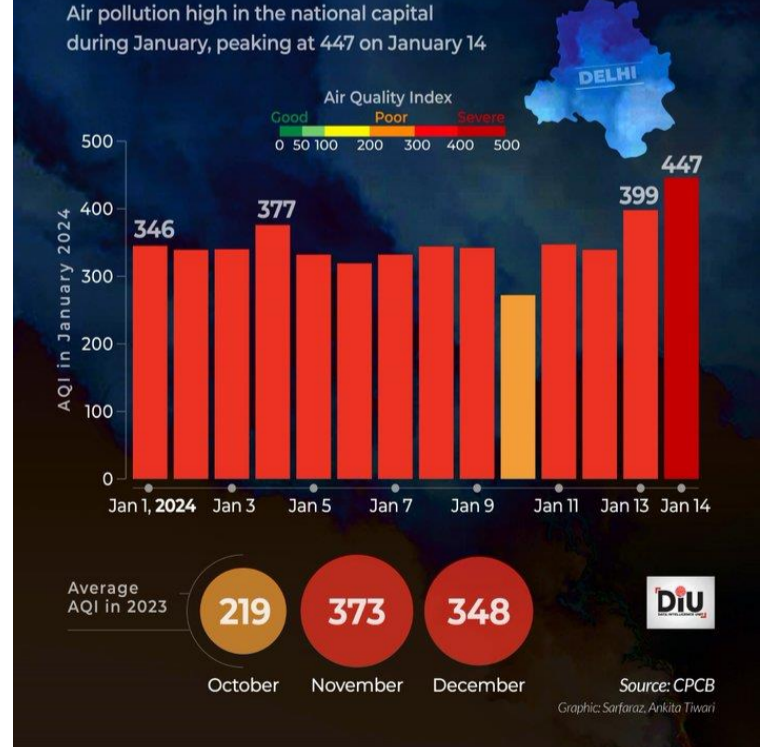 Air pollution high in the national capital
during January, peaking at 447 on January 14
DELHI
Air Quality Index
Good Poor Severe
0 50 100 200 300 400 500
AQI in January 2024
500
400
300
200
100
0
346
377
399
447
Jan 1, 2024 Jan 3 Jan 5 Jan 7 Jan 9 Jan 11 Jan 13 Jan 14
Average
AQI in 2023
219 373 348
October November December
DiU
DATA INTELLIGENCE UNIT
Source: CPCB
Graphic: Sarfaraz, Ankita Tiwari